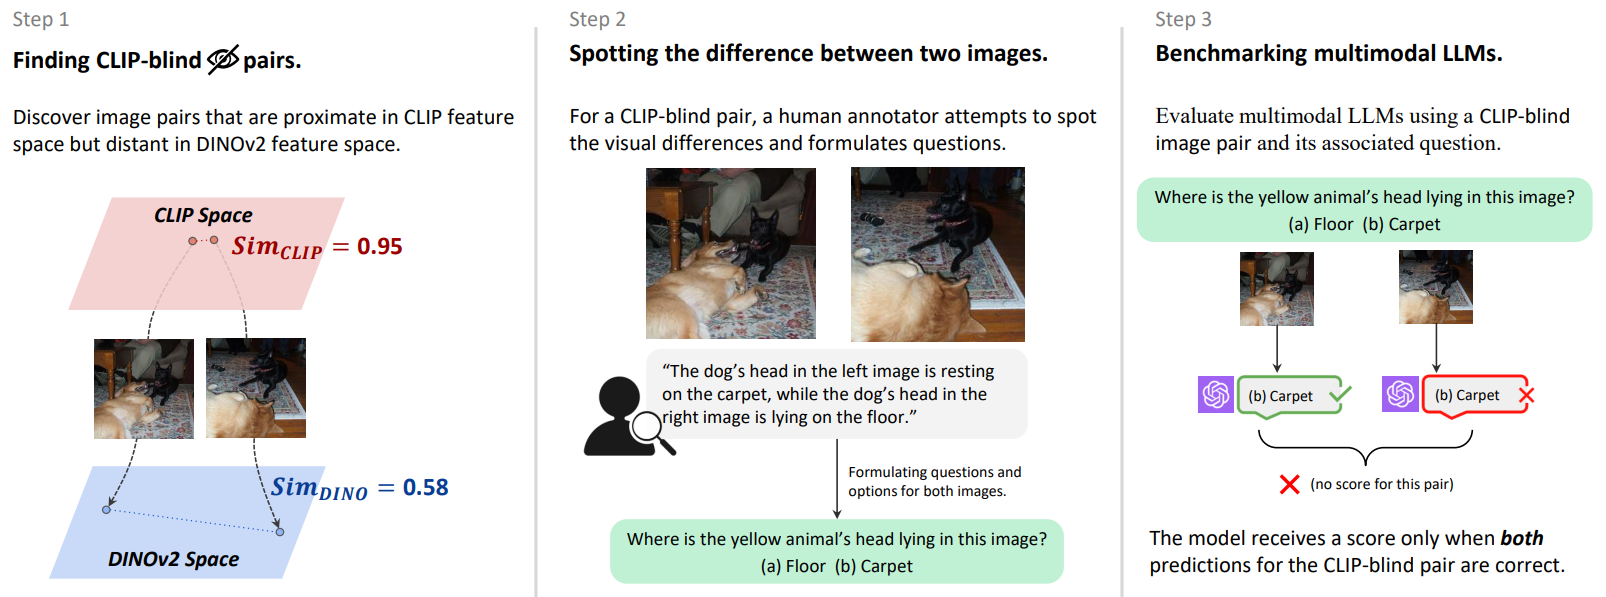 Step 1
Finding CLIP-blind pairs.
Discover image pairs that are proximate in CLIP feature
space but distant in DINOv2 feature space.
CLIP Space
Sim_CLIP = 0.95
Sim_DINO = 0.58
DINOv2 Space
Step 2
Spotting the difference between two images.
For a CLIP-blind pair, a human annotator attempts to spot
the visual differences and formulates questions.
“The dog’s head in the left image is resting
on the carpet, while the dog’s head in the
right image is lying on the floor.”
Formulating questions and
options for both images.
Where is the yellow animal’s head lying in this image?
(a) Floor (b) Carpet
Step 3
Benchmarking multimodal LLMs.
Evaluate multimodal LLMs using a CLIP-blind
image pair and its associated question.
Where is the yellow animal’s head lying in this image?
(a) Floor (b) Carpet
(b) Carpet
(b) Carpet
(no score for this pair)
The model receives a score only when both
predictions for the CLIP-blind pair are correct.